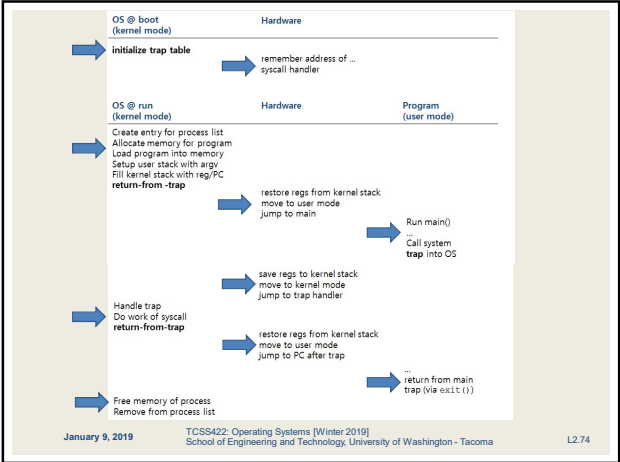 OS @ boot Hardware
(kernel mode)
initialize trap table
remember address of ...
syscall handler
OS @ run Hardware Program
(kernel mode) (user mode)
Create entry for process list
Allocate memory for program
Load program into memory
Setup user stack with argv
Fill kernel stack with reg/PC
return-from -trap
restore regs from kernel stack
move to user mode
jump to main
Run main()
...
Call system
trap into OS
save regs to kernel stack
move to kernel mode
jump to trap handler
Handle trap
Do work of syscall
return-from-trap
restore regs from kernel stack
move to user mode
jump to PC after trap
...
return from main
trap (via exit())
Free memory of process
Remove from process list
January 9, 2019
TCSS422: Operating Systems [Winter 2019]
School of Engineering and Technology, University of Washington - Tacoma
L2.74